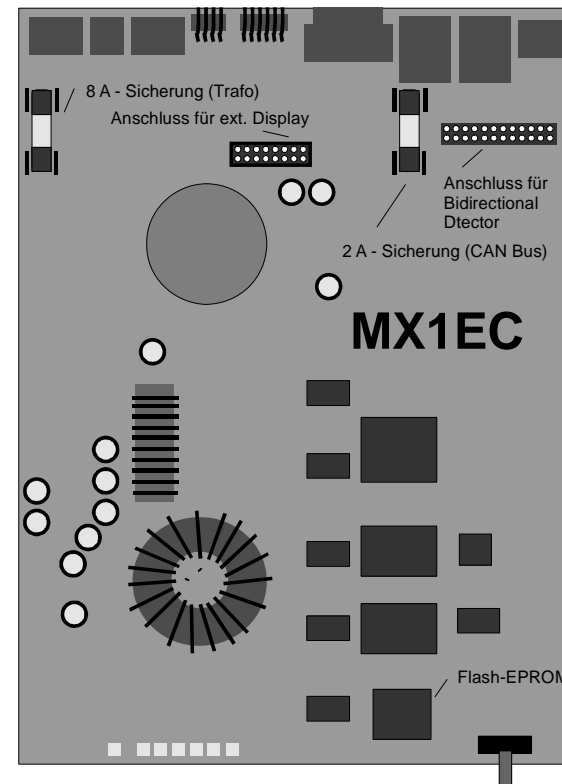 8 A - Sicherung (Trafo)
Anschluss für ext. Display
Anschluss für
Bidirectional
Dtector
2 A - Sicherung (CAN Bus)
MX1EC
Flash-EPROM